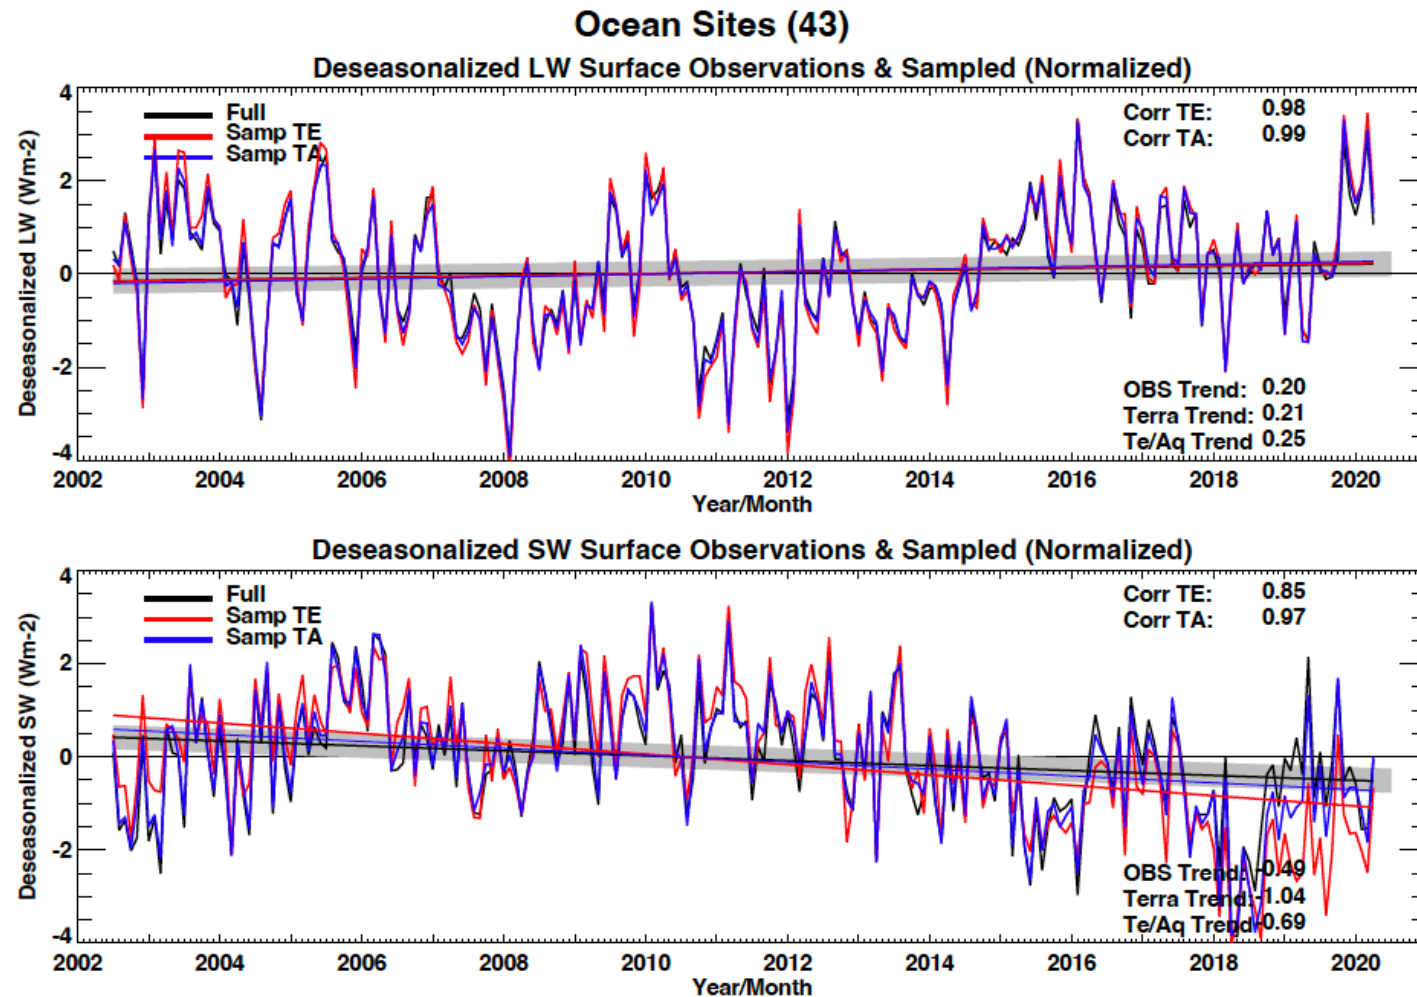 Ocean Sites (43)
Deseasonalized LW Surface Observations & Sampled (Normalized)
Deseasonalized LW (Wm-2)
4
2
0
-2
-4
Full
Samp TE
Samp TA
Corr TE: 0.98
Corr TA: 0.99
OBS Trend: 0.20
Terra Trend: 0.21
Te/Aq Trend 0.25
2002 2004 2006 2008 2010 2012 2014 2016 2018 2020
Year/Month
Deseasonalized SW Surface Observations & Sampled (Normalized)
Deseasonalized SW (Wm-2)
4
2
0
-2
-4
Full
Samp TE
Samp TA
Corr TE: 0.85
Corr TA: 0.97
OBS Trend: -0.49
Terra Trend: -1.04
Te/Aq Trend -0.69
2002 2004 2006 2008 2010 2012 2014 2016 2018 2020
Year/Month